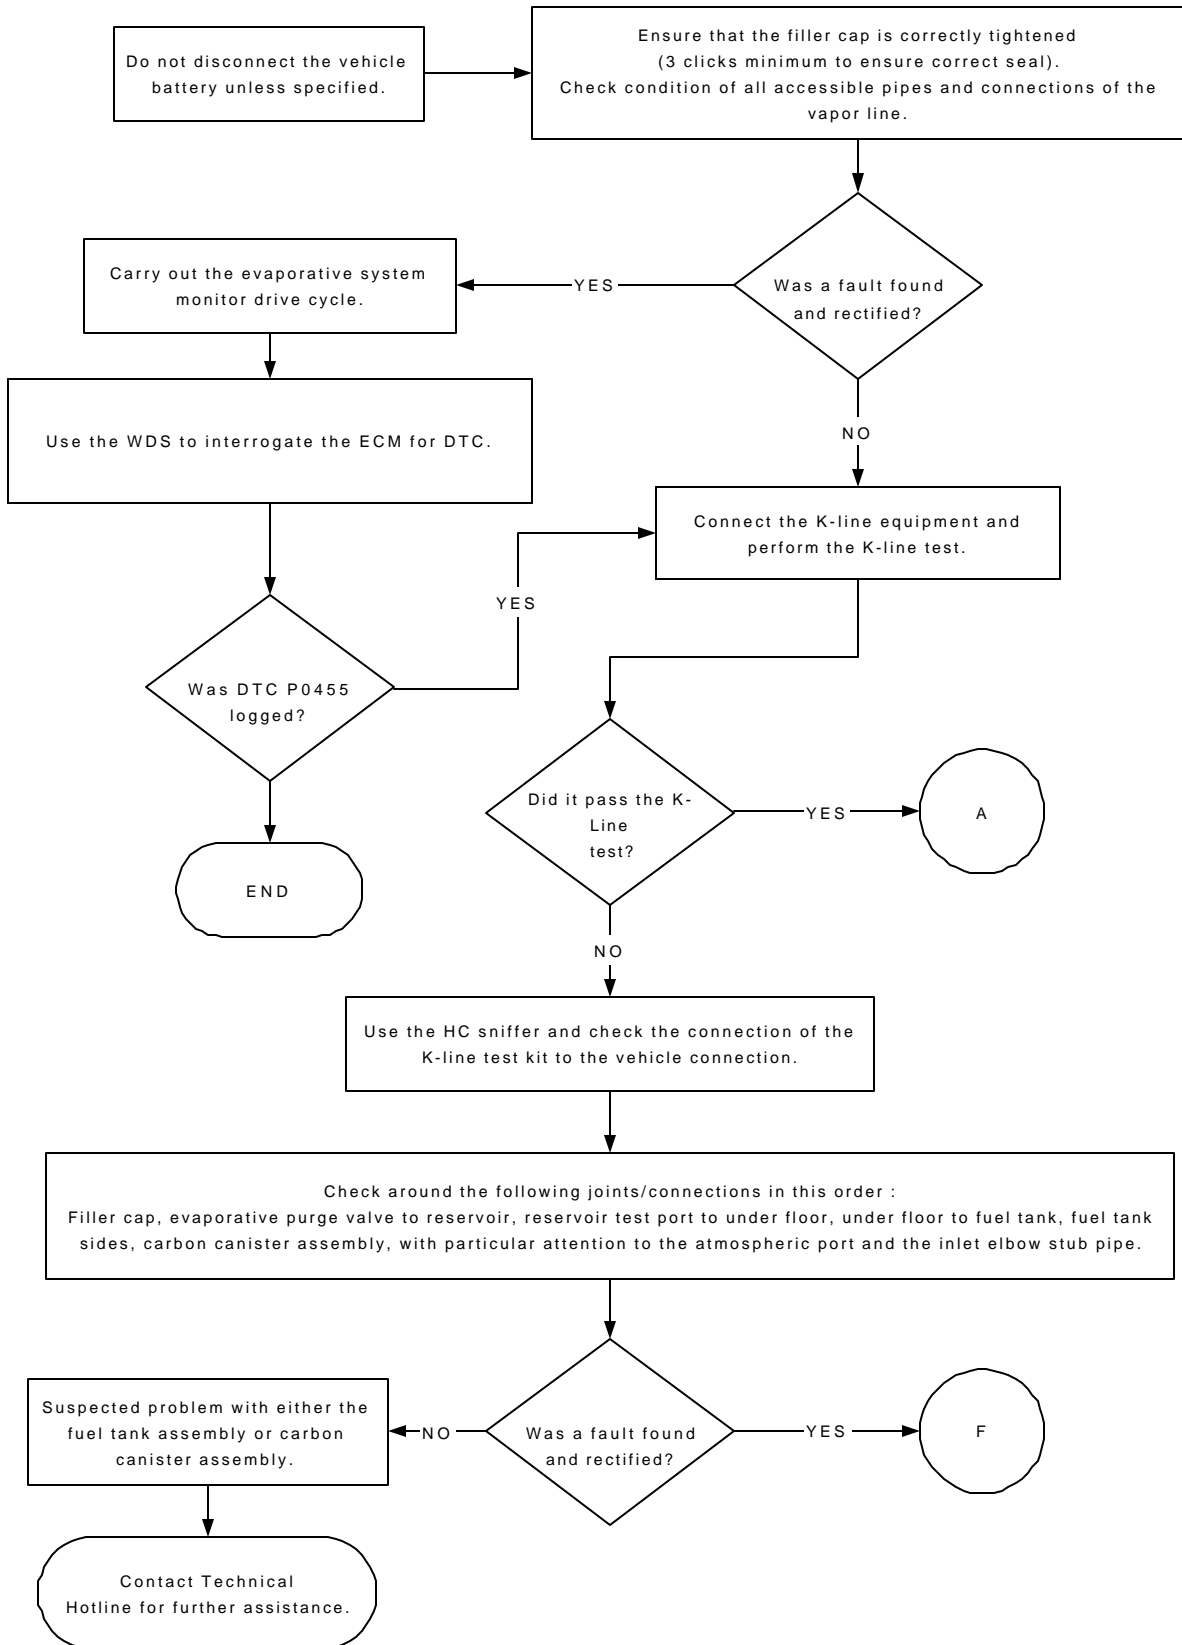 Do not disconnect the vehicle
battery unless specified.
Ensure that the filler cap is correctly tightened
(3 clicks minimum to ensure correct seal).
Check condition of all accessible pipes and connections of the
vapor line.
Was a fault found
and rectified?
YES
Carry out the evaporative system
monitor drive cycle.
Use the WDS to interrogate the ECM for DTC.
NO
Connect the K-line equipment and
perform the K-line test.
YES
Was DTC P0455
logged?
END
Did it pass the K-
Line
test?
YES
A
NO
Use the HC sniffer and check the connection of the
K-line test kit to the vehicle connection.
Check around the following joints/connections in this order :
Filler cap, evaporative purge valve to reservoir, reservoir test port to under floor, under floor to fuel tank, fuel tank
sides, carbon canister assembly, with particular attention to the atmospheric port and the inlet elbow stub pipe.
Was a fault found
and rectified?
YES
F
NO
Suspected problem with either the
fuel tank assembly or carbon
canister assembly.
Contact Technical
Hotline for further assistance.